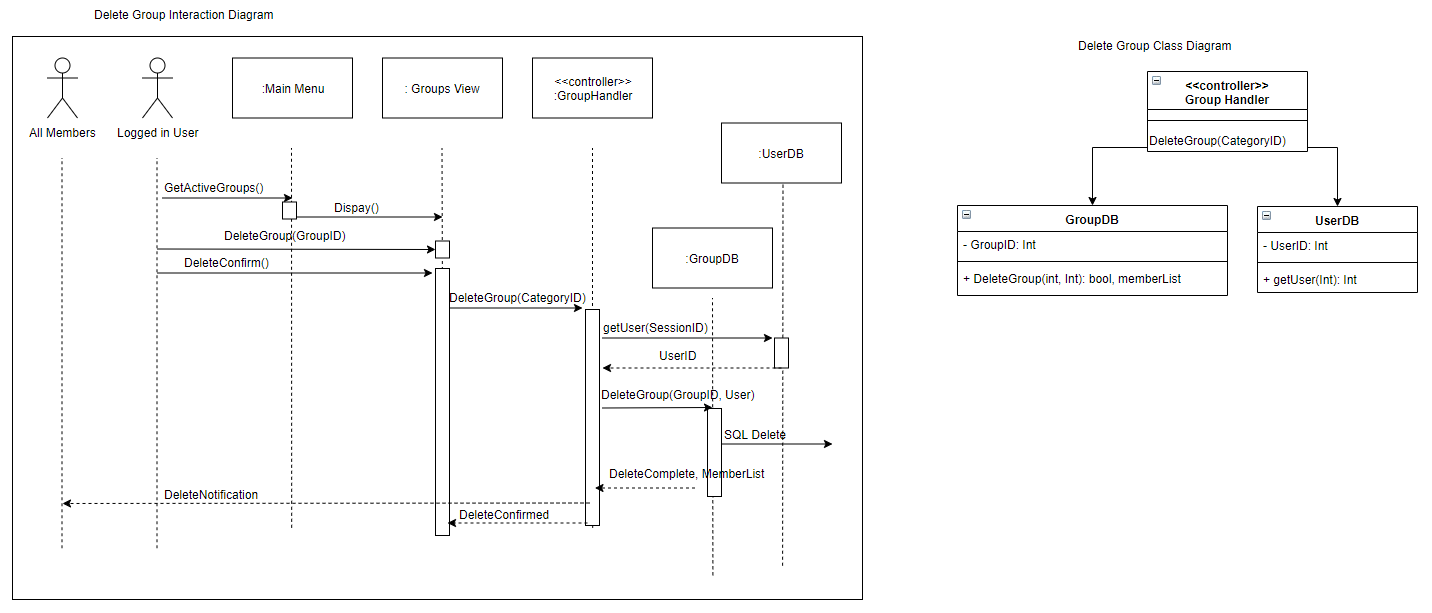 Delete Group Interaction Diagram
All Members
Logged in User
:Main Menu
: Groups View
<<controller>>
:GroupHandler
:UserDB
:GroupDB
GetActiveGroups()
Dispay()
DeleteGroup(GroupID)
DeleteConfirm()
DeleteGroup(CategoryID)
getUser(SessionID)
UserID
DeleteGroup(GroupID, User)
SQL Delete
DeleteComplete, MemberList
DeleteNotification
DeleteConfirmed
Delete Group Class Diagram
<<controller>>
Group Handler
DeleteGroup(CategoryID)
GroupDB
- GroupID: Int
+ DeleteGroup(int, Int): bool, memberList
UserDB
- UserID: Int
+ getUser(Int): Int